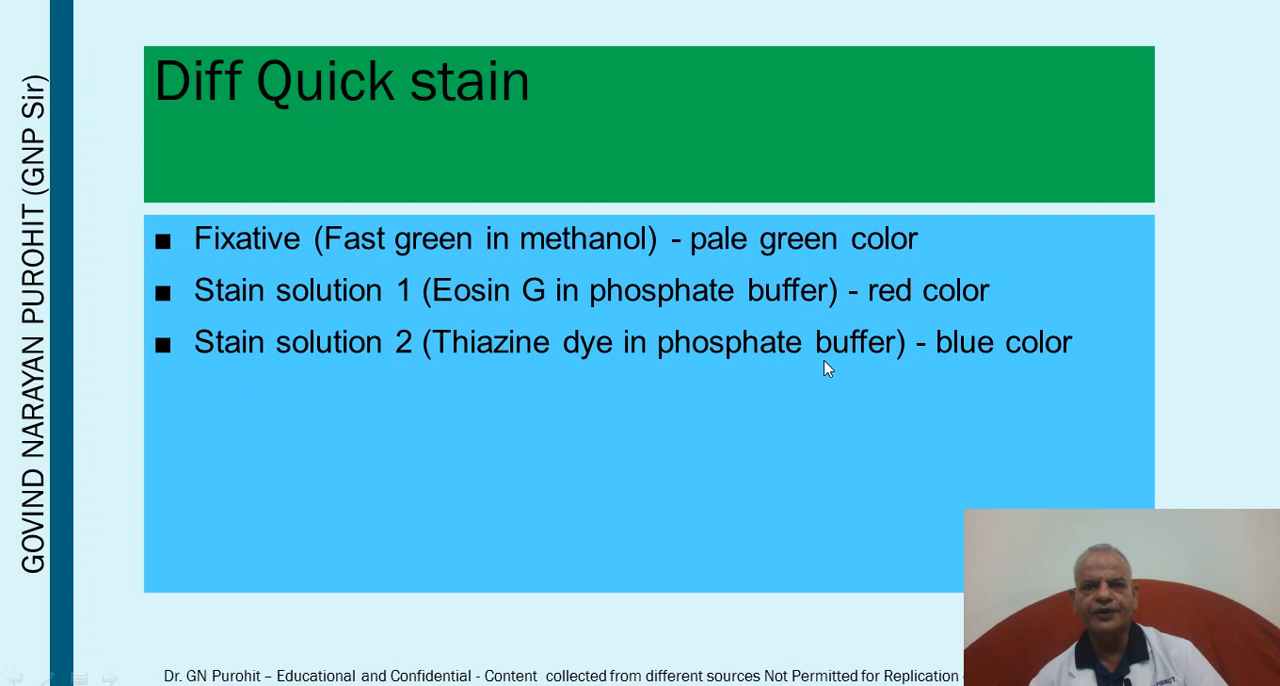 GOVIND NARAYAN PUROHIT (GNP Sir)
Diff Quick stain
■ Fixative (Fast green in methanol) - pale green color
■ Stain solution 1 (Eosin G in phosphate buffer) - red color
■ Stain solution 2 (Thiazine dye in phosphate buffer) - blue color
Dr. GN Purohit – Educational and Confidential - Content collected from different sources Not Permitted for Replication